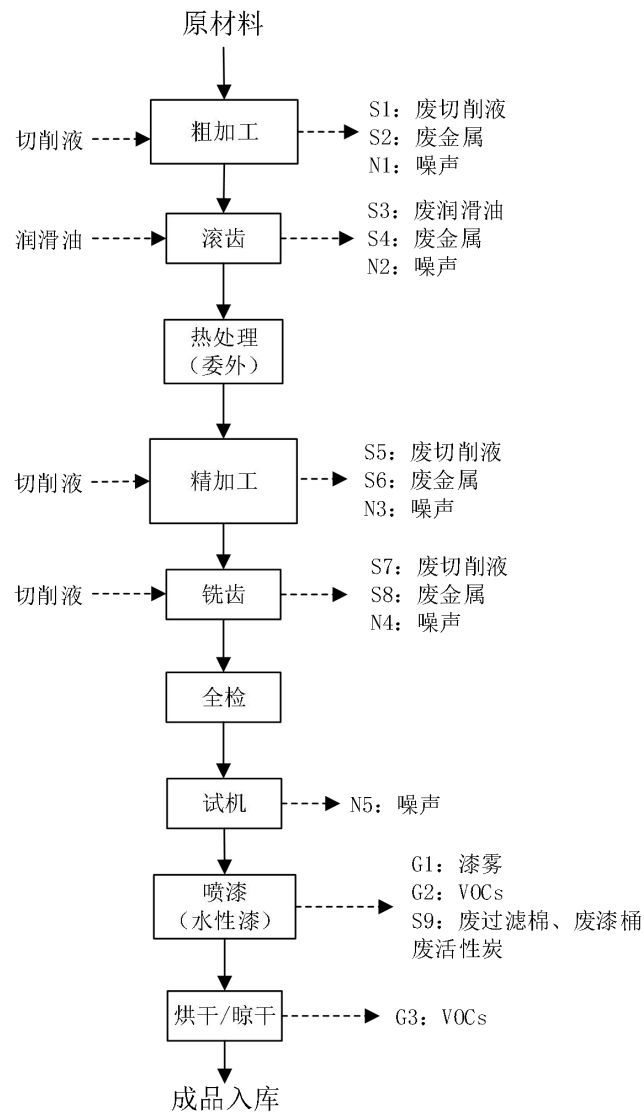 原材料
切削液
粗加工
S1: 废切削液
S2: 废金属
N1: 噪声
润滑油
滚齿
S3: 废润滑油
S4: 废金属
N2: 噪声
热处理
（委外）
切削液
精加工
S5: 废切削液
S6: 废金属
N3: 噪声
切削液
铣齿
S7: 废切削液
S8: 废金属
N4: 噪声
全检
试机
N5: 噪声
喷漆
（水性漆）
G1: 漆雾
G2: VOCs
S9: 废过滤棉、废漆桶
废活性炭
烘干/晾干
G3: VOCs
成品入库